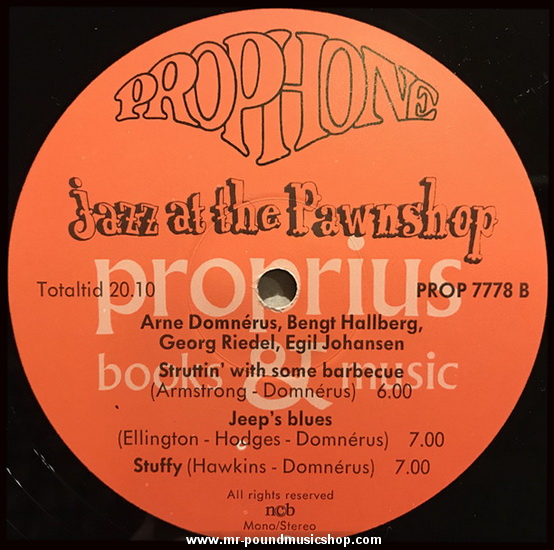 PROPHONE
jazz at the Pawnshop
proprius
Totaltid 20.10
PROP 7778 B
Arne Domnérus, Bengt Hallberg,
Georg Riedel, Egil Johansen
books & music
Struttin' with some barbecue
(Armstrong - Domnérus) 6.00
Jeep's blues
(Ellington - Hodges - Domnérus) 7.00
Stuffy (Hawkins - Domnérus) 7.00
All rights reserved
ncb
Mono/Stereo
www.mr-poundmusicshop.com